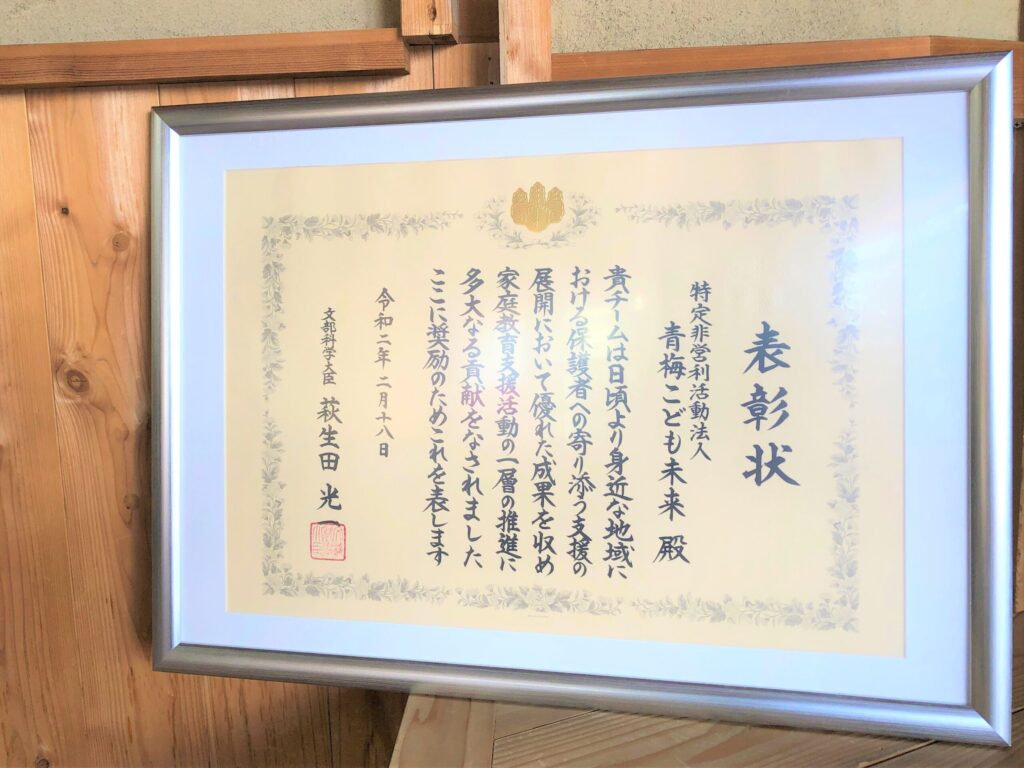 表彰状
特定非営利活動法人
青梅こども未来 殿
貴チームは日頃より身近な地域に
おける保護者への寄り添う支援の
展開において優れた成果を収め
家庭教育支援活動の一層の推進に
多大なる貢献をなされました
ここに奨励のためこれを表します
令和二年 二月十八日
文部科学大臣 萩生田光一